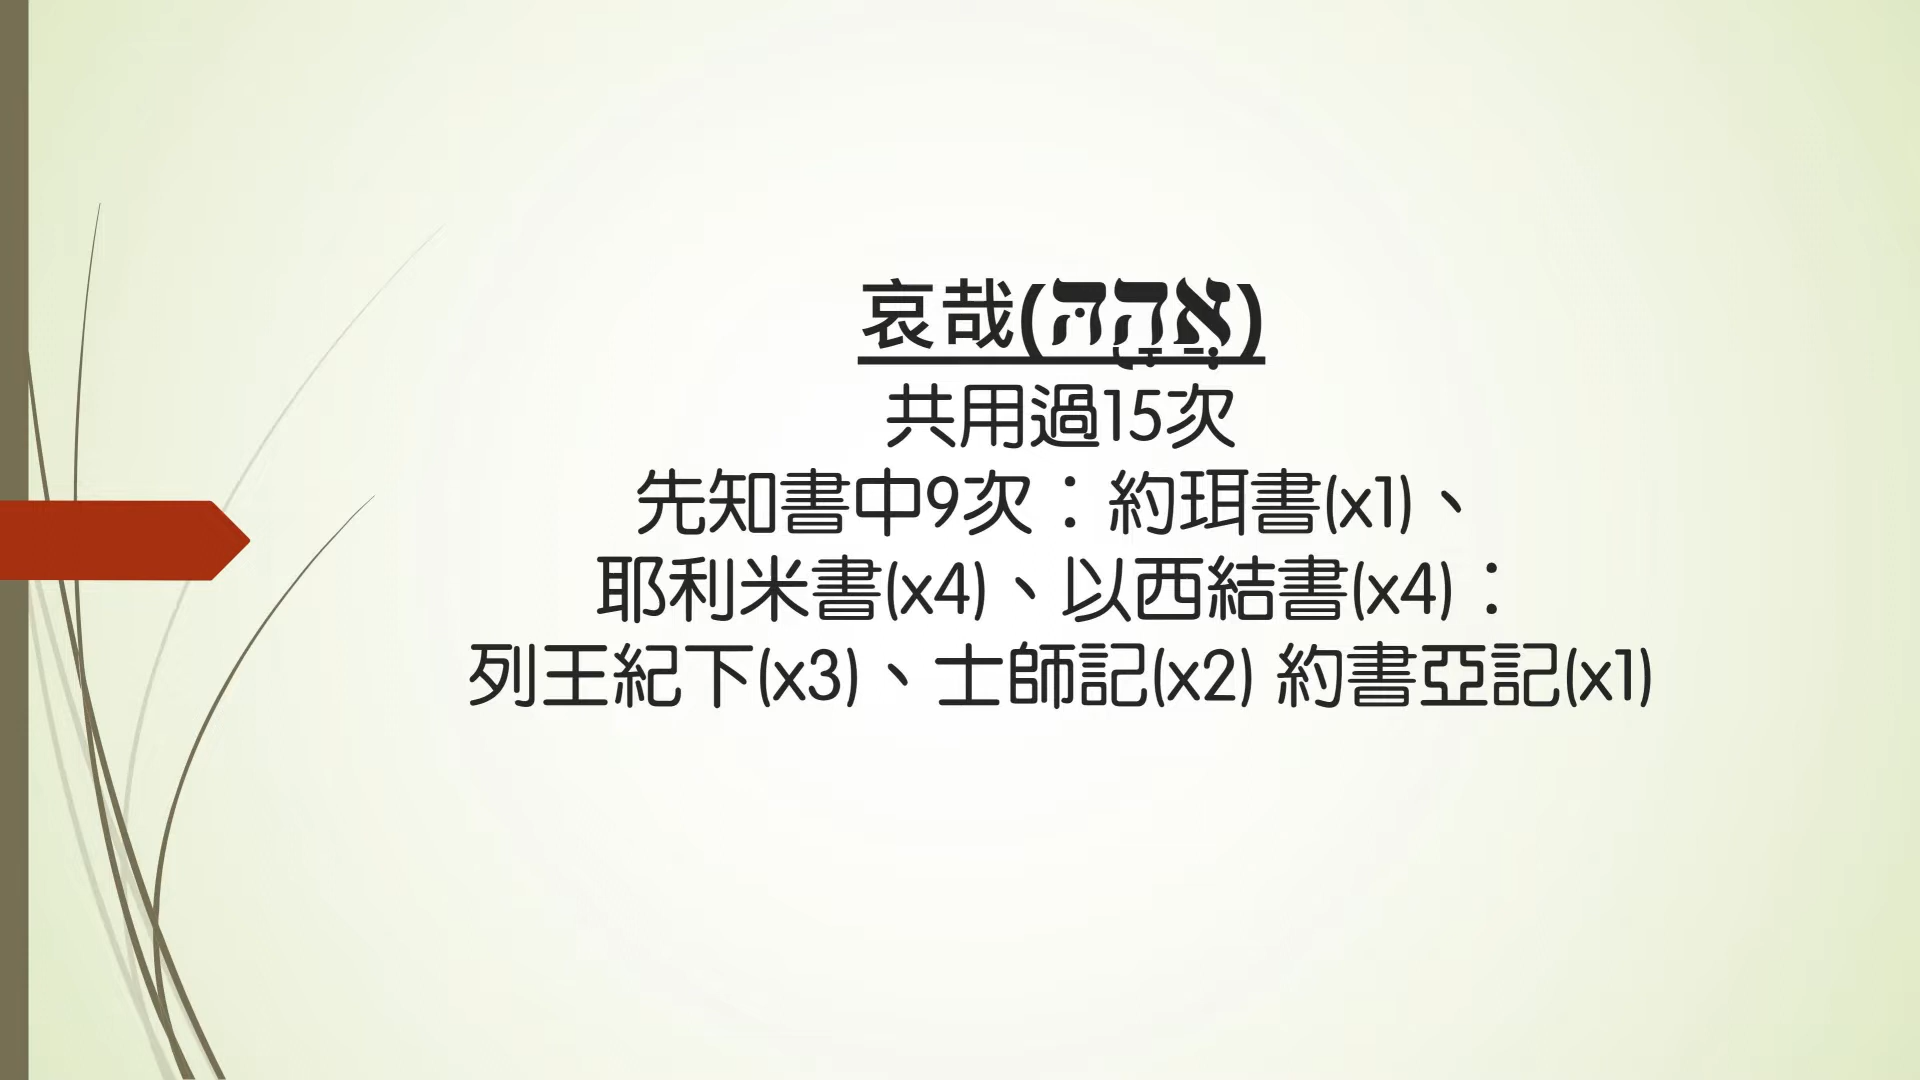 哀哉(אֲהָהּ)
共用過15次
先知書中9次：約珥書(x1)、
耶利米書(x4)、以西結書(x4)：
列王紀下(x3)、士師記(x2) 約書亞記(x1)